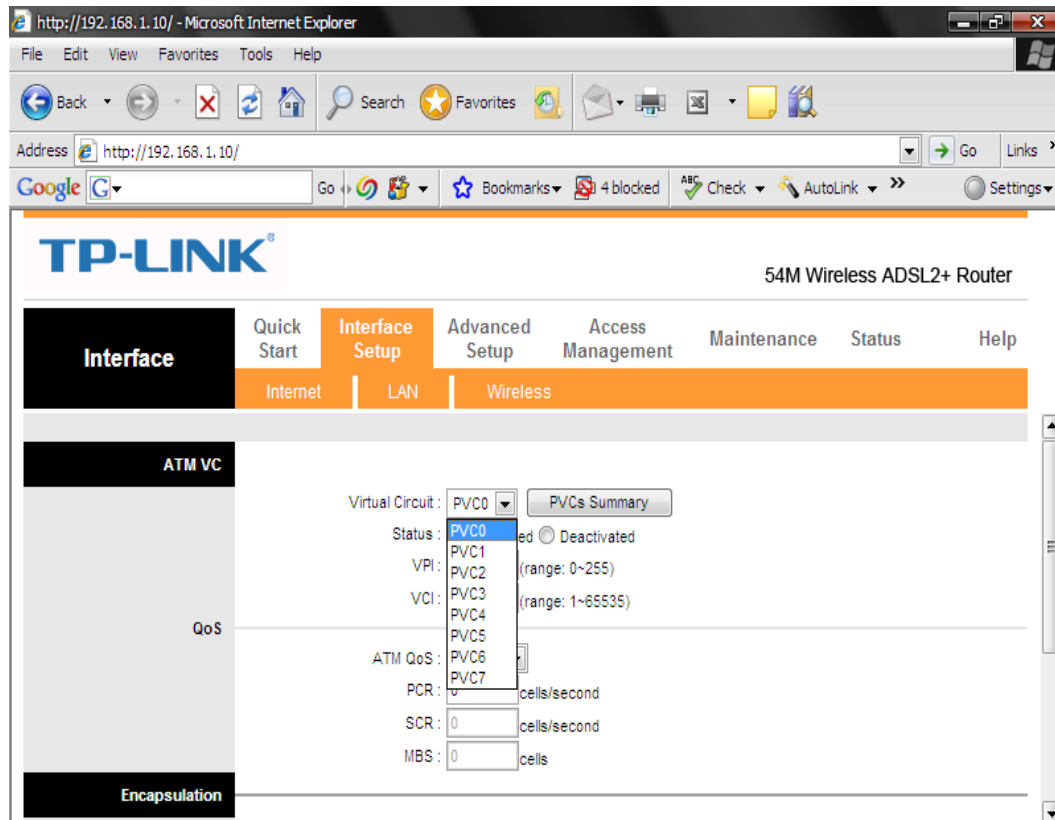 http://192.168.1.10/ - Microsoft Internet Explorer
File Edit View Favorites Tools Help
Back Search Favorites
Address http://192.168.1.10/ Go Links
Google G Go Bookmarks 4 blocked ABC Check AutoLink Settings
TP-LINK®
54M Wireless ADSL2+ Router
Interface
Quick Start Interface Setup Advanced Setup Access Management Maintenance Status Help
Internet LAN Wireless
ATM VC
Virtual Circuit : PVC0 PVCs Summary
Status : PVC0 ed Deactivated
PVC1
VPI : PVC2 (range: 0~255)
VCI : PVC3 (range: 1~65535)
PVC4
QoS PVC5
ATM QoS : PVC6
PVC7
PCR : 0 cells/second
SCR : 0 cells/second
MBS : 0 cells
Encapsulation